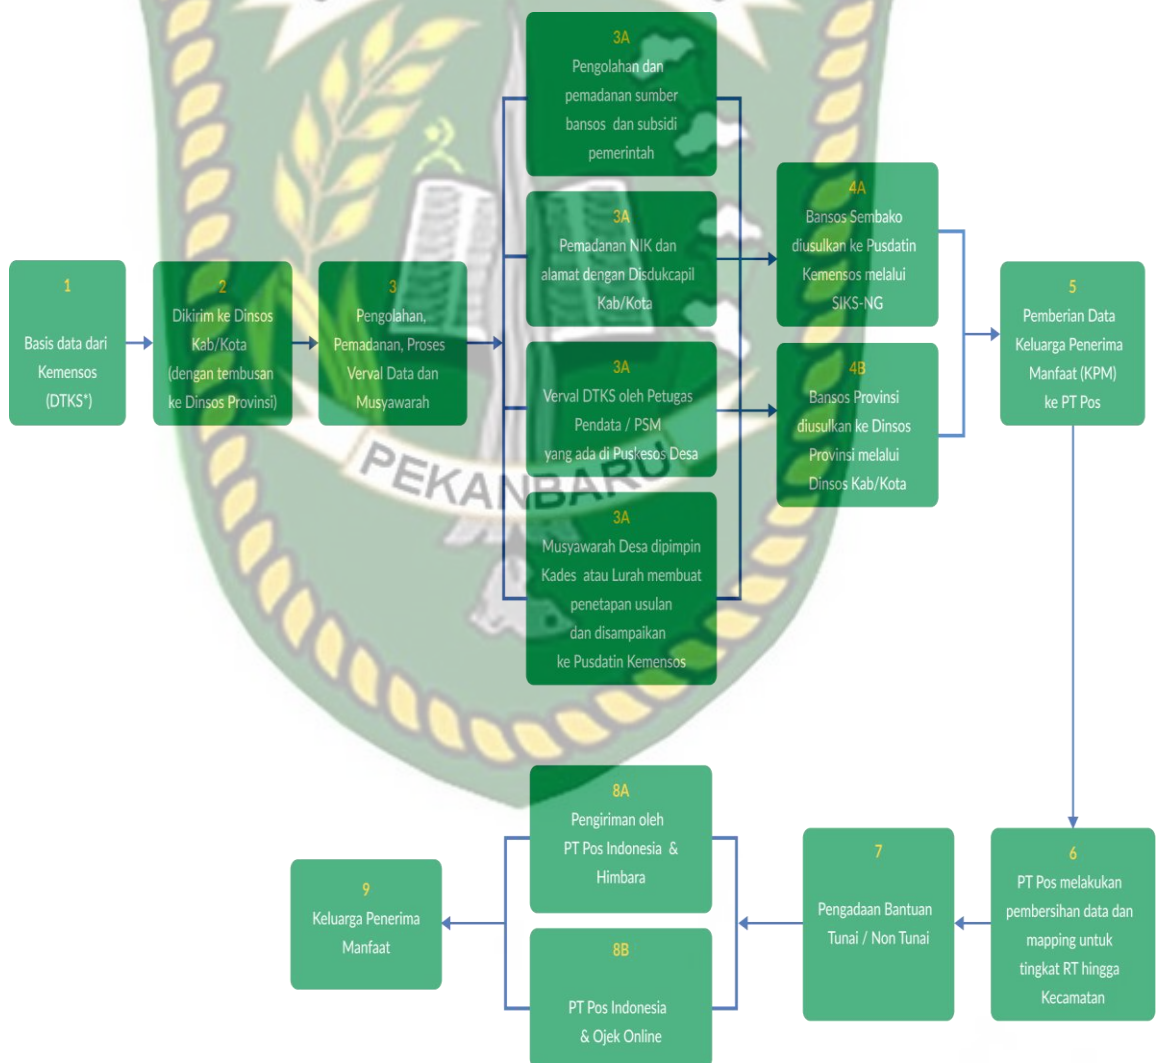 1
Basis data dari
Kemensos
(DTKS*)
2
Dikirim ke Dinsos
Kab/Kota
(dengan tembusan
ke Dinsos Provinsi)
3
Pengolahan,
Pemadanan, Proses
Verval Data dan
Musyawarah
3A
Pengolahan dan
pemadanan sumber
bansos dan subsidi
pemerintah
3A
Pemadanan NIK dan
alamat dengan Disdukcapil
Kab/Kota
3A
Verval DTKS oleh Petugas
Pendata / PSM
yang ada di Puskesos Desa
3A
Musyawarah Desa dipimpin
Kades atau Lurah membuat
penetapan usulan
dan disampaikan
ke Pusdatin Kemensos
4A
Bansos Sembako
diusulkan ke Pusdatin
Kemensos melalui
SIKS-NG
4B
Bansos Provinsi
diusulkan ke Dinsos
Provinsi melalui
Dinsos Kab/Kota
5
Pemberian Data
Keluarga Penerima
Manfaat (KPM)
ke PT Pos
6
PT Pos melakukan
pembersihan data dan
mapping untuk
tingkat RT hingga
Kecamatan
7
Pengadaan Bantuan
Tunai / Non Tunai
8A
Pengiriman oleh
PT Pos Indonesia &
Himbara
8B
PT Pos Indonesia
& Ojek Online
9
Keluarga Penerima
Manfaat
PEKANBARU